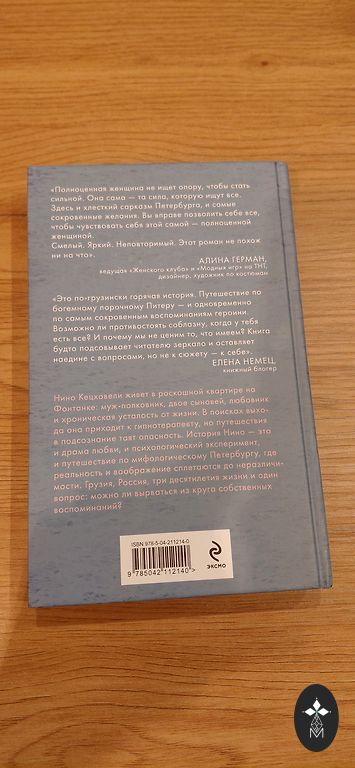 «Полноценная женщина не ищет опору, чтобы стать
сильной. Она сама — та сила, которую ищут все.
Здесь и хлесткий сарказм Петербурга, и самые
сокровенные желания. Вы вправе позволить себе все,
чтобы чувствовать себя этой самой — полноценной
женщиной.
Смелый. Яркий. Неповторимый. Этот роман не похож
ни на что».
АЛИНА ГЕРМАН,
ведущая «Женского клуба» и «Модных игр» на ТНТ,
дизайнер, художник по костюмам
«Это по-грузински горячая история. Путешествие по
богемному порочному Питеру — и одновременно
по самым сокровенным воспоминаниям героини.
Возможно ли противостоять соблазну, когда у тебя
есть все? И почему мы не ценим то, что имеем? Книга
будто подсовывает читателю зеркало и оставляет
наедине с вопросами, но не к сюжету — к себе».
ЕЛЕНА НЕМЕЦ,
книжный блогер
Нино Кецховели живет в роскошной квартире на
Фонтанке: муж-полковник, двое сыновей, любовник
и хроническая усталость от жизни. В поисках выхо-
да она приходит к гипнотерапевту, но путешествия
в подсознание таят опасность. История Нино — это
и драма любви, и психологический эксперимент,
и путешествие по мифологическому Петербургу, где
реальность и воображение сплетаются до неразличи-
мости. Грузия, Россия, три десятилетия жизни и один
вопрос: можно ли вырваться из круга собственных
воспоминаний?
ISBN 978-5-04-211214-0
9 785042 112140>
ЭКСМО
M